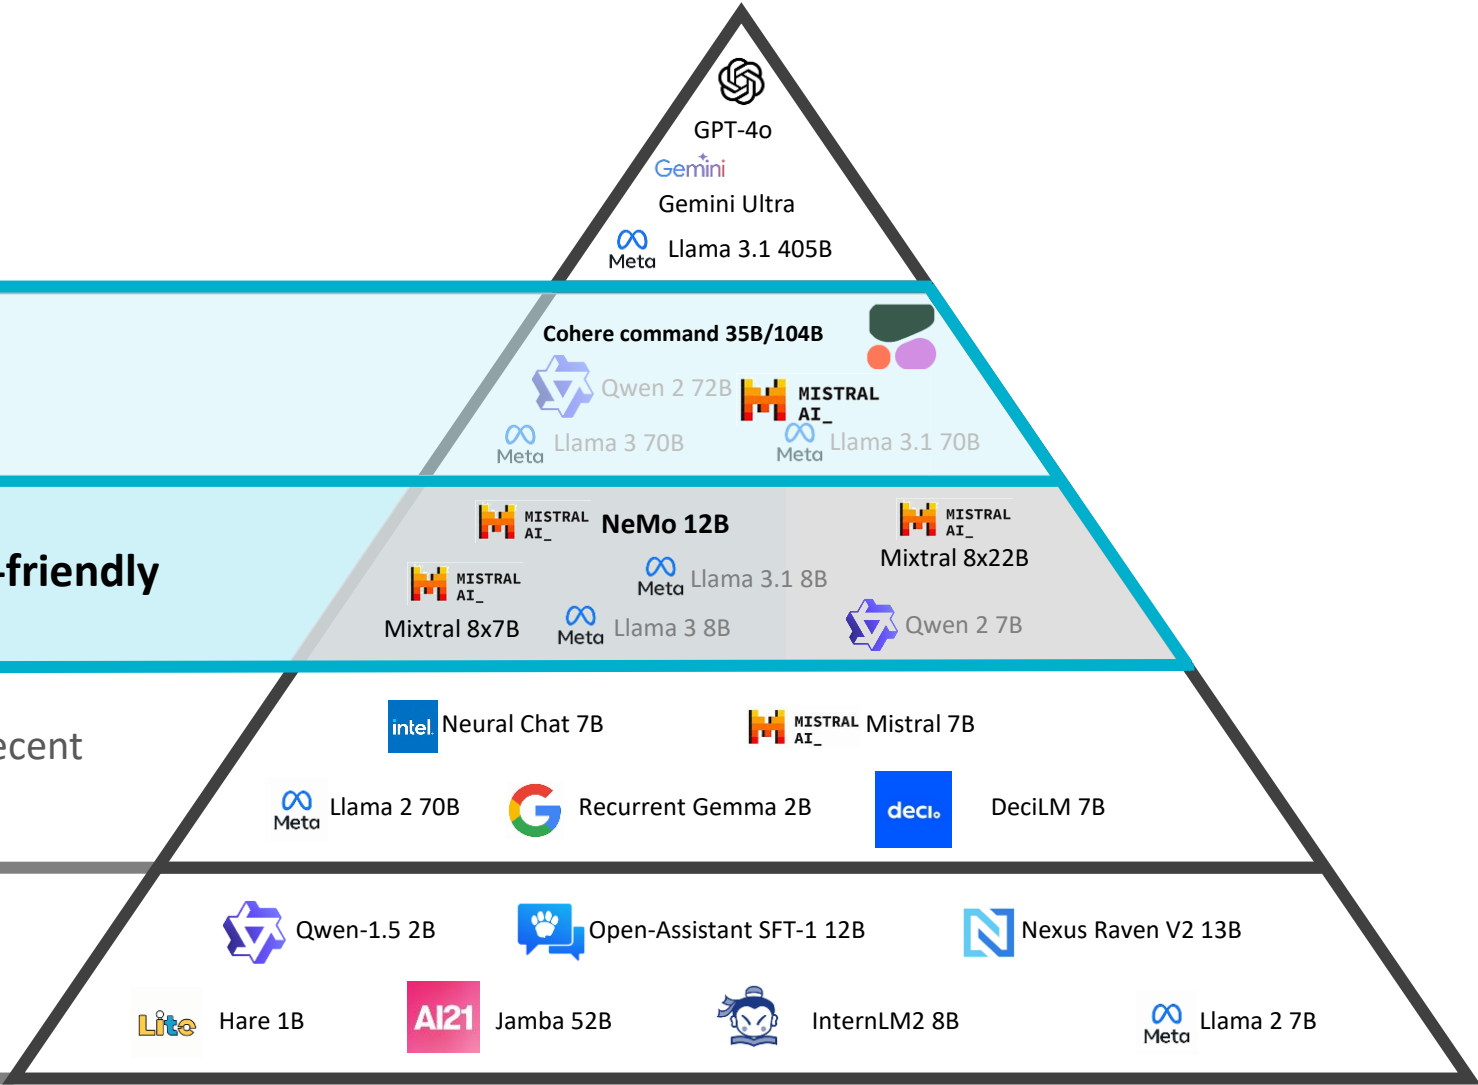 GPT-4o
Gemini
Gemini Ultra
Meta Llama 3.1 405B
Cohere command 35B/104B
Qwen 2 72B
MISTRAL
AI_
Meta Llama 3 70B
Meta Llama 3.1 70B
MISTRAL
AI_
NeMo 12B
MISTRAL
AI_
Mixtral 8x22B
-friendly
MISTRAL
AI_
Mixtral 8x7B
Meta Llama 3.1 8B
Meta Llama 3 8B
Qwen 2 7B
intel. Neural Chat 7B
MISTRAL
AI_
Mistral 7B
ecent
Meta Llama 2 70B
Recurrent Gemma 2B
deci. DeciLM 7B
Qwen-1.5 2B
Open-Assistant SFT-1 12B
Nexus Raven V2 13B
Lite Hare 1B
AI21 Jamba 52B
InternLM2 8B
Meta Llama 2 7B